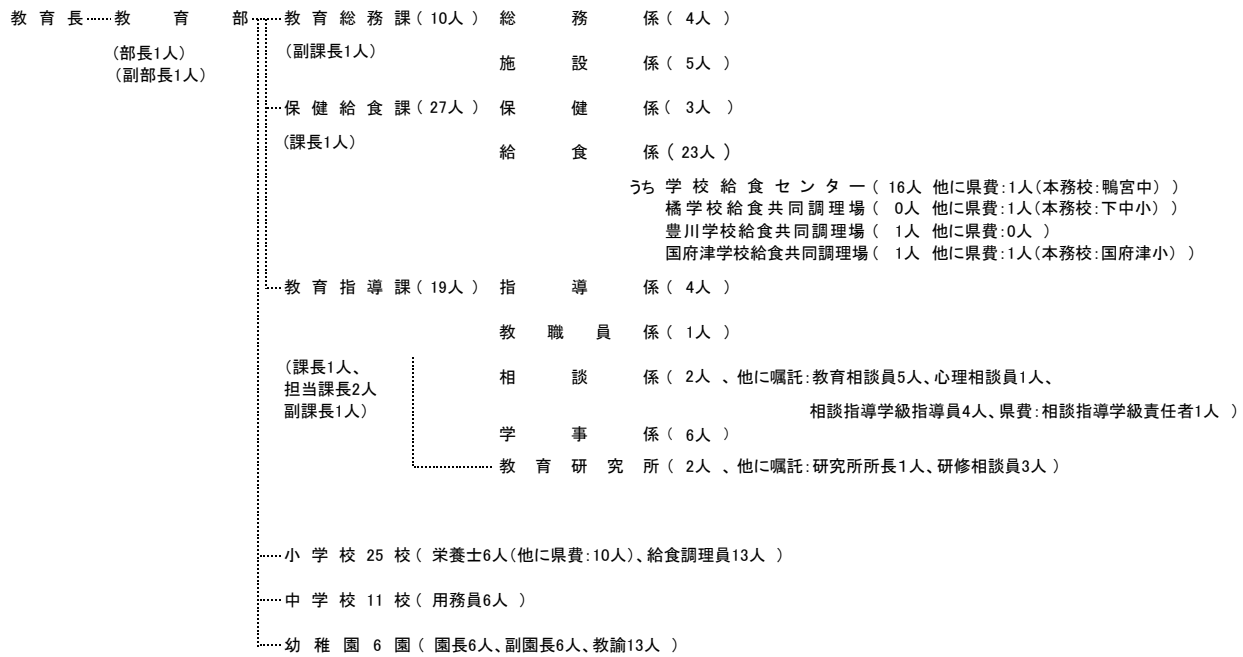 教育長 教育部 教育総務課(10人) 総務係(4人)
(部長1人) (副課長1人)
(副部長1人) 施設係(5人)
保健給食課(27人) 保健係(3人)
(課長1人)
給食係(23人)
うち 学校給食センター(16人 他に県費:1人(本務校:鴨宮中))
橘学校給食共同調理場(0人 他に県費:1人(本務校:下中小))
豊川学校給食共同調理場(1人 他に県費:0人)
国府津学校給食共同調理場(1人 他に県費:1人(本務校:国府津小))
教育指導課(19人) 指導係(4人)
教職員係(1人)
(課長1人、
担当課長2人
副課長1人)
相談係(2人、他に嘱託:教育相談員5人、心理相談員1人、
相談指導学級指導員4人、県費:相談指導学級責任者1人)
学事係(6人)
教育研究所(2人、他に嘱託:研究所所長1人、研修相談員3人)
小学校25校(栄養士6人(他に県費:10人)、給食調理員13人)
中学校11校(用務員6人)
幼稚園6園(園長6人、副園長6人、教諭13人)